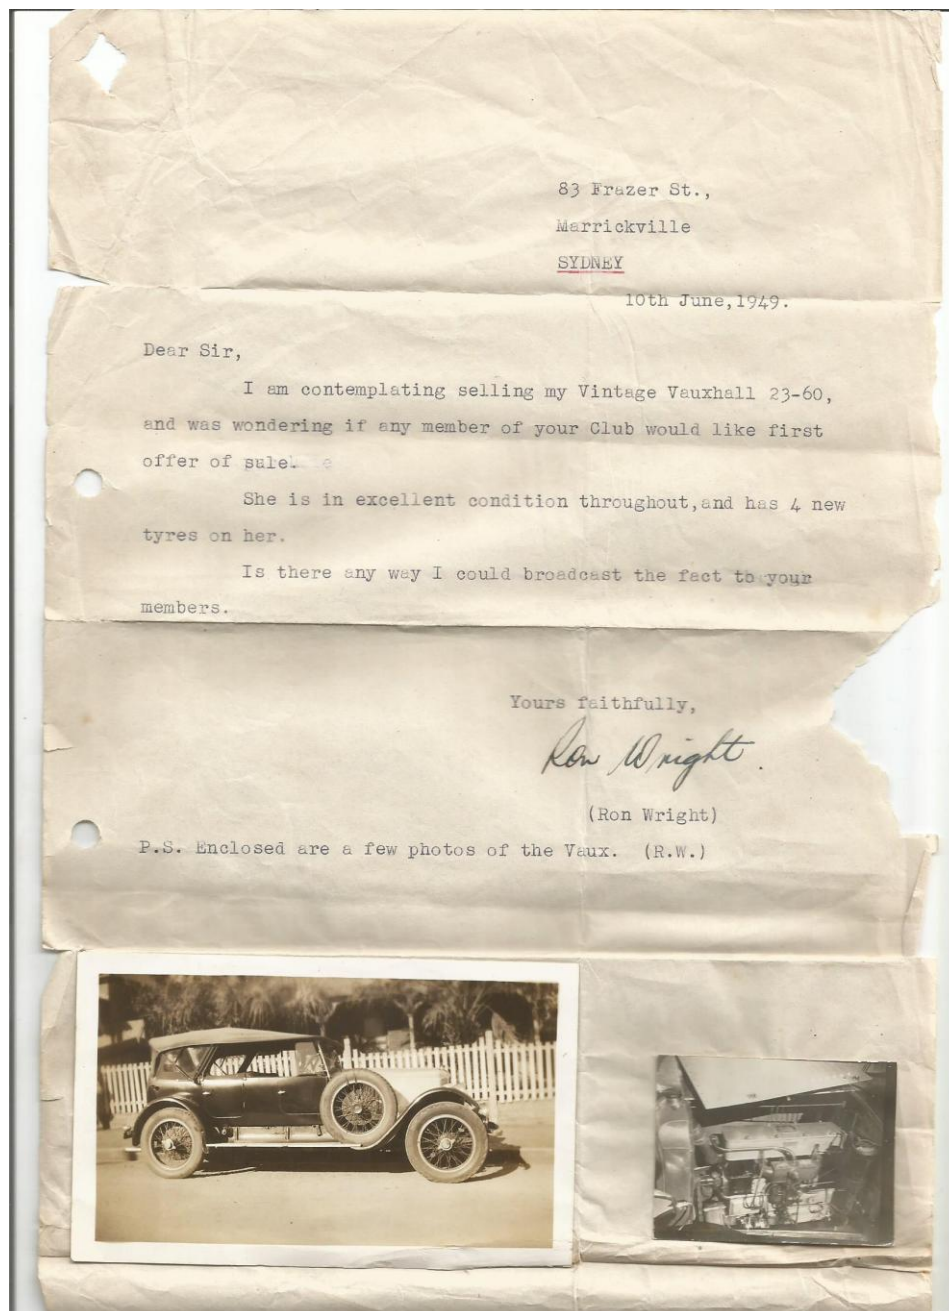 83 Frazer St.,
Marrickville
SYDNEY
10th June,1949.
Dear Sir,
I am contemplating selling my Vintage Vauxhall 23-60,
and was wondering if any member of your Club would like first
offer of sale.
She is in excellent condition throughout,and has 4 new
tyres on her.
Is there any way I could broadcast the fact to your
members.
Yours faithfully,
Ron Wright.
(Ron Wright)
P.S. Enclosed are a few photos of the Vaux. (R.W.)